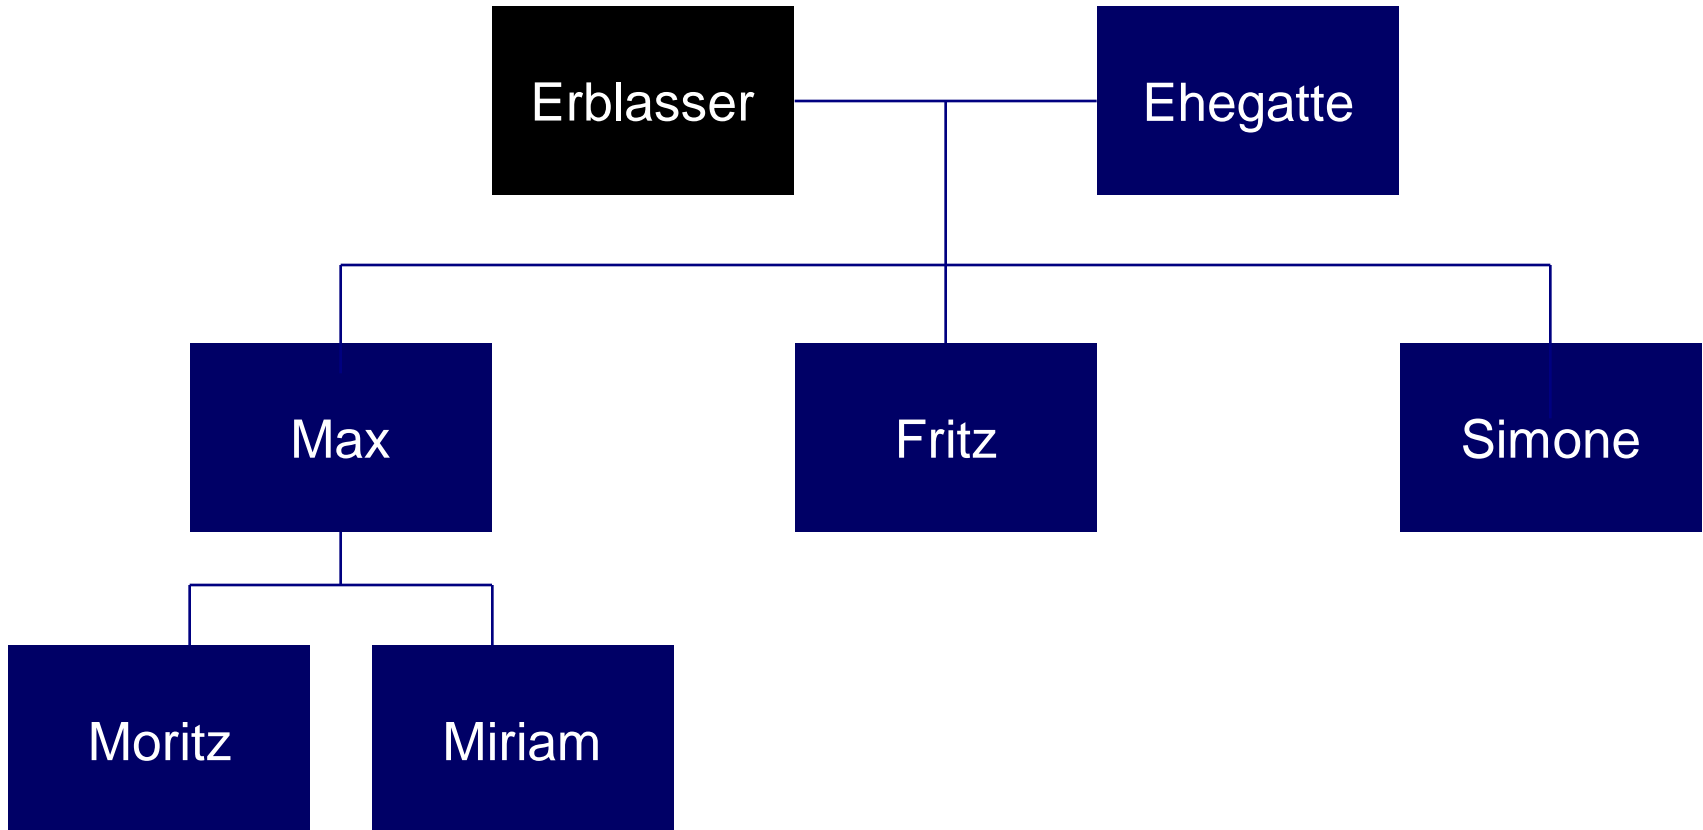 Erblasser
Ehegatte
Max
Fritz
Simone
Moritz
Miriam